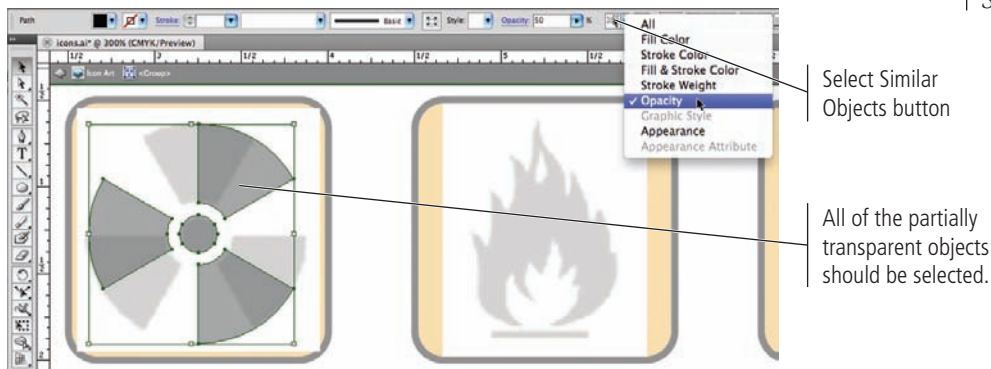 Path Stroke: Basic Style: Opacity: 50 %
icons.ai* @ 300% (CMYK/Preview)
1/2 3 1/2 4 1/2 5 1/2
Icon Art <Group>
All
Fill Color
Stroke Color
Fill & Stroke Color
Stroke Weight
✓ Opacity
Graphic Style
Appearance
Appearance Attribute
Select Similar
Objects button
All of the partially
transparent objects
should be selected.